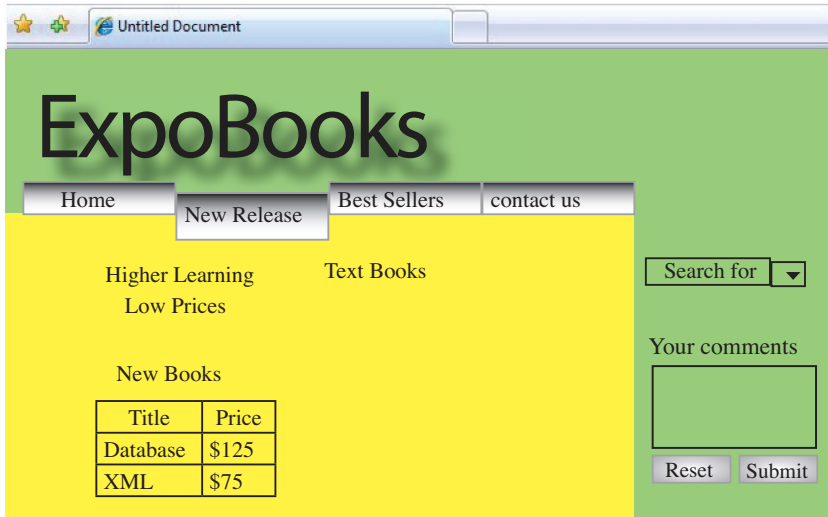 Untitled Document
ExpoBooks
Home New Release Best Sellers contact us
Higher Learning
Low Prices
Text Books
New Books
Title Price
Database $125
XML $75
Search for
Your comments
Reset Submit